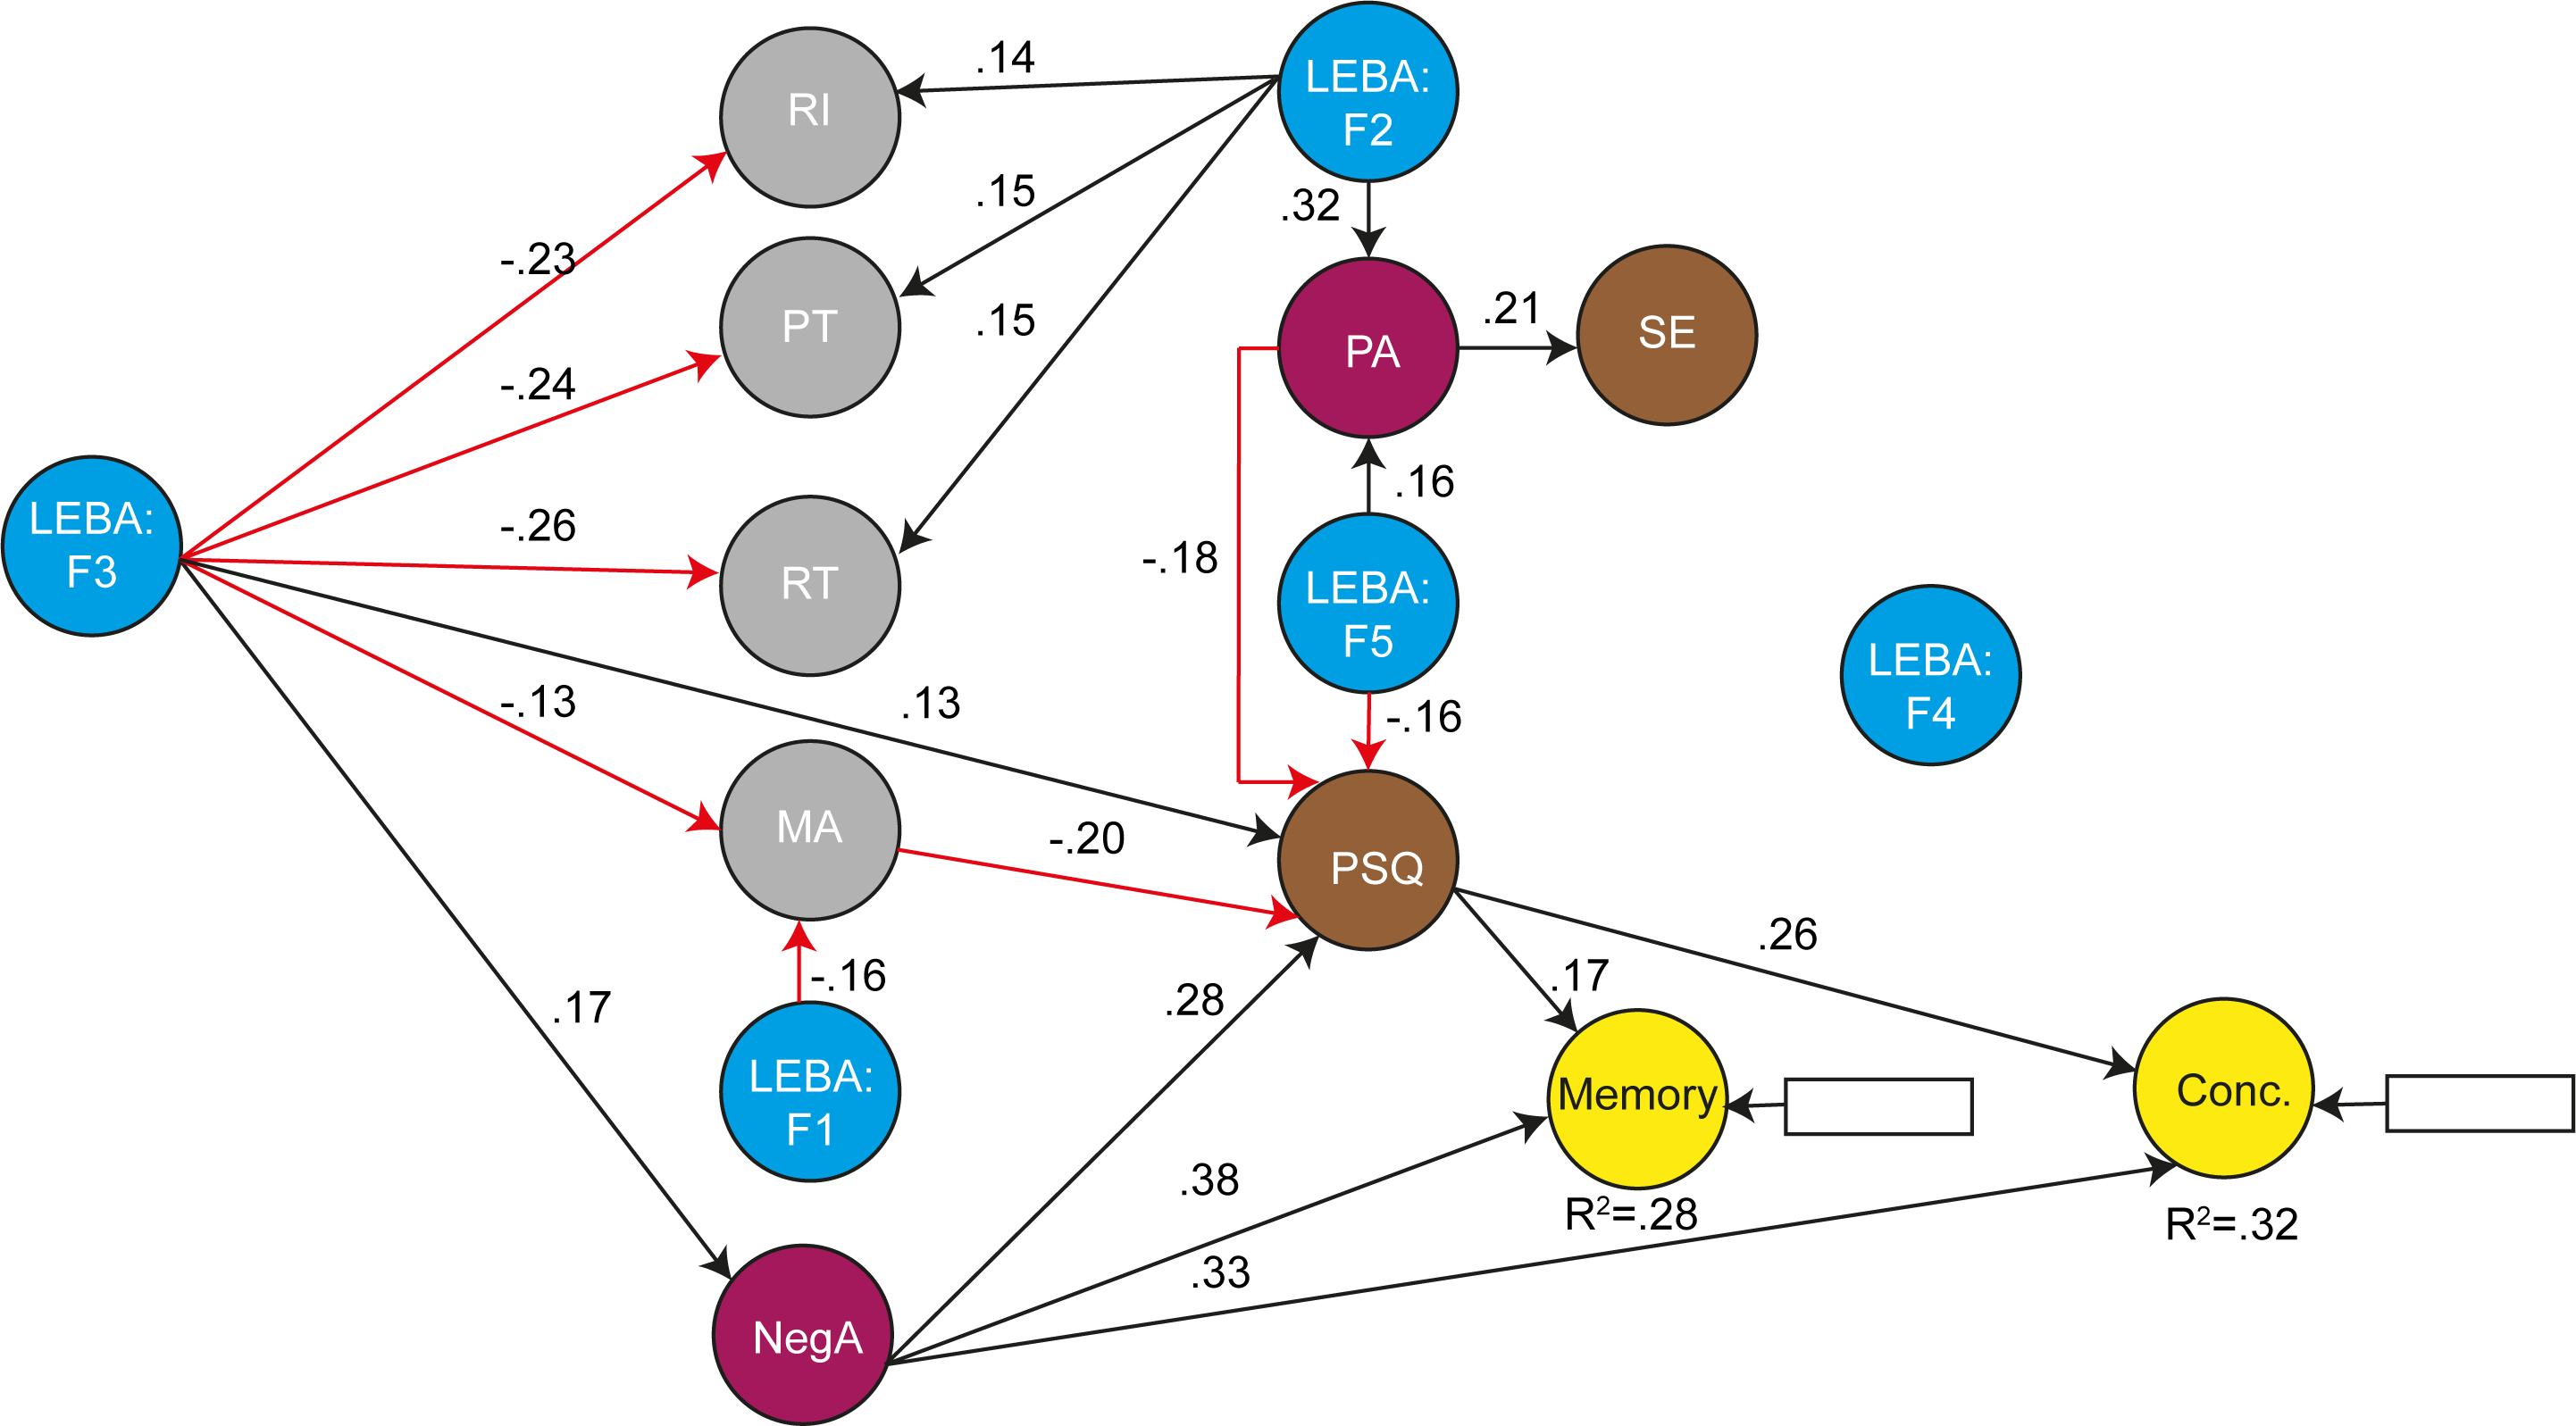 .14
LEBA:
F2
RI
.15
.32
-.23
.15
PT
.21
SE
PA
-.24
.16
-.26
LEBA:
F3
RT
-.18
LEBA:
F5
LEBA:
F4
-.13
.13
-.16
MA
-.20
PSQ
.26
-.16
.17
.28
.17
LEBA:
F1
Memory
Conc.
.38
R²=.28
R²=.32
.33
NegA